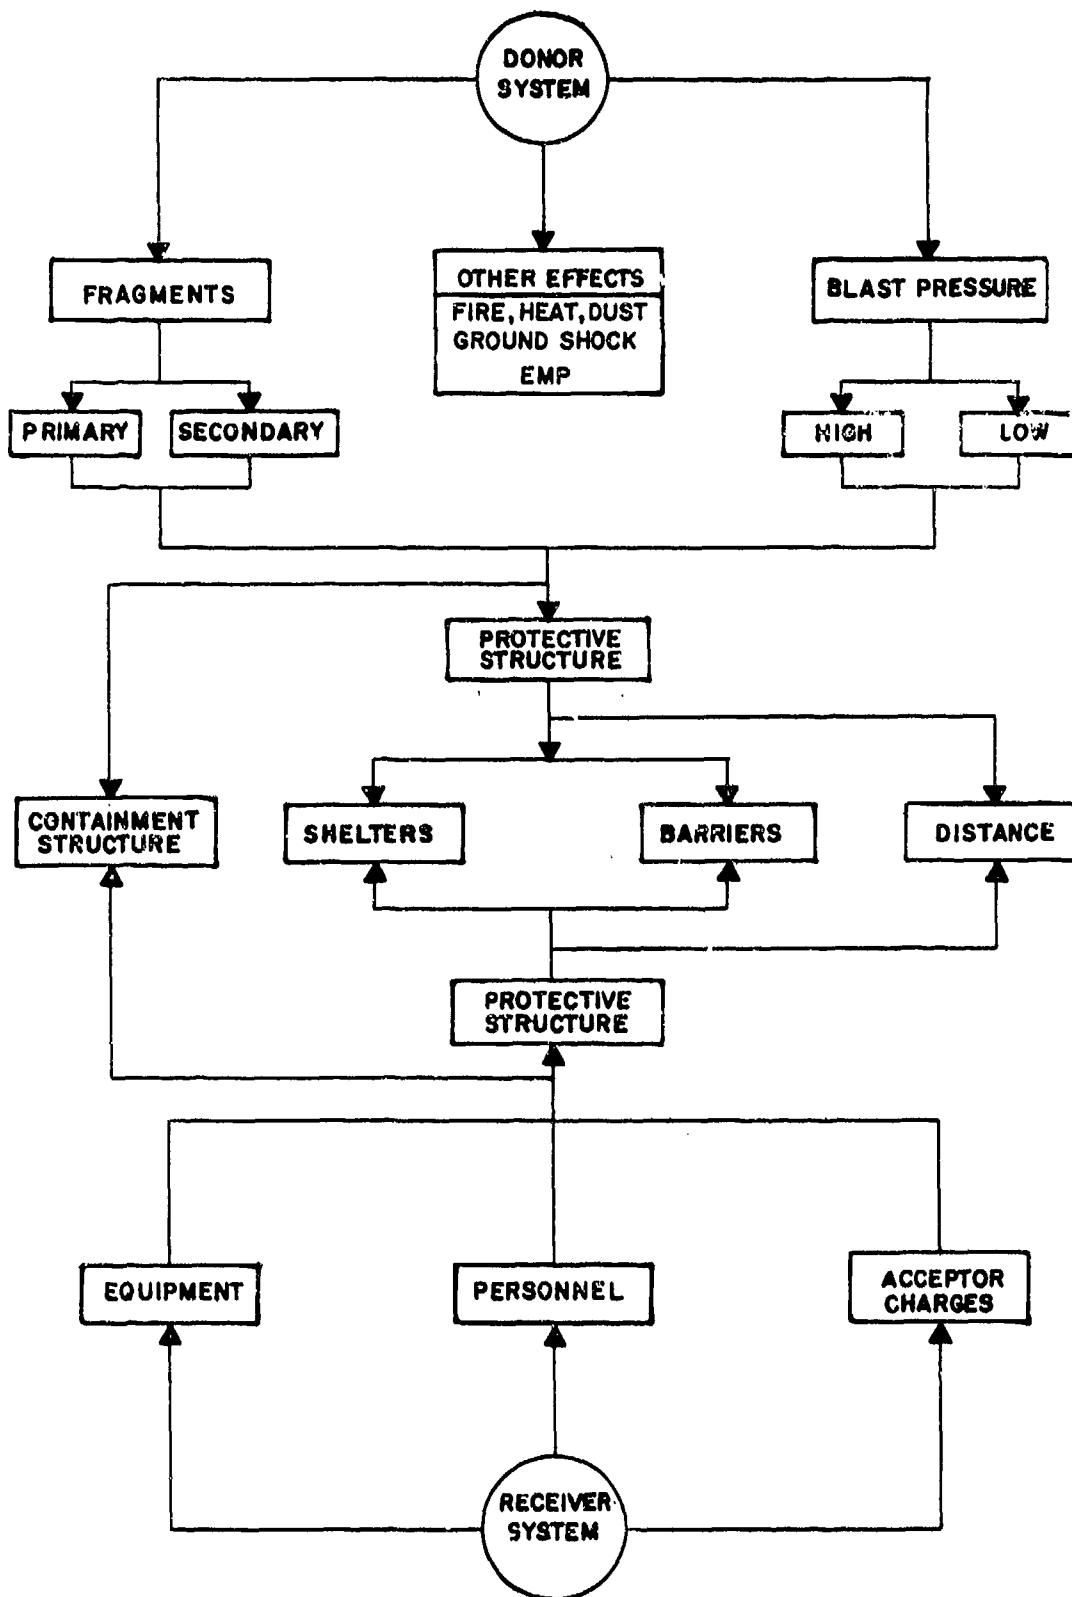 DONOR
SYSTEM
FRAGMENTS
OTHER EFFECTS
FIRE, HEAT, DUST
GROUND SHOCK
EMP
BLAST PRESSURE
PRIMARY
SECONDARY
HIGH
LOW
PROTECTIVE
STRUCTURE
CONTAINMENT
STRUCTURE
SHELTERS
BARRIERS
DISTANCE
PROTECTIVE
STRUCTURE
EQUIPMENT
PERSONNEL
ACCEPTOR
CHARGES
RECEIVER
SYSTEM